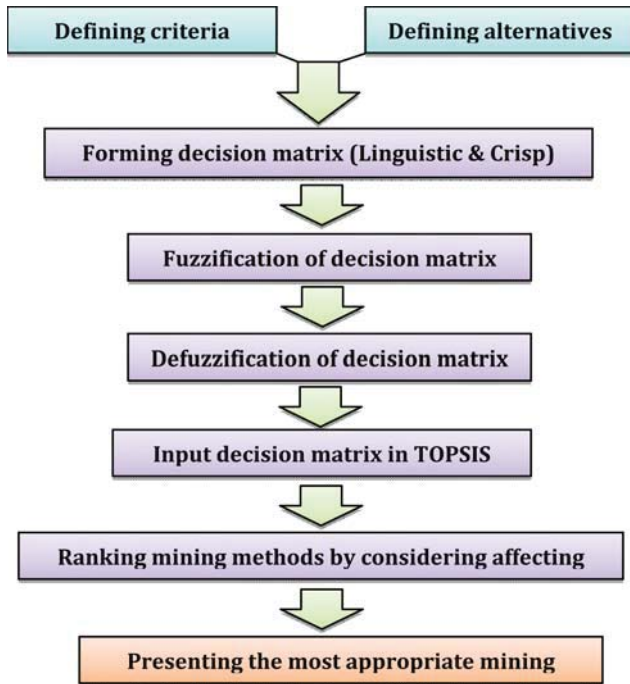 Defining criteria
Defining alternatives
Forming decision matrix (Linguistic & Crisp)
Fuzzification of decision matrix
Defuzzification of decision matrix
Input decision matrix in TOPSIS
Ranking mining methods by considering affecting
Presenting the most appropriate mining